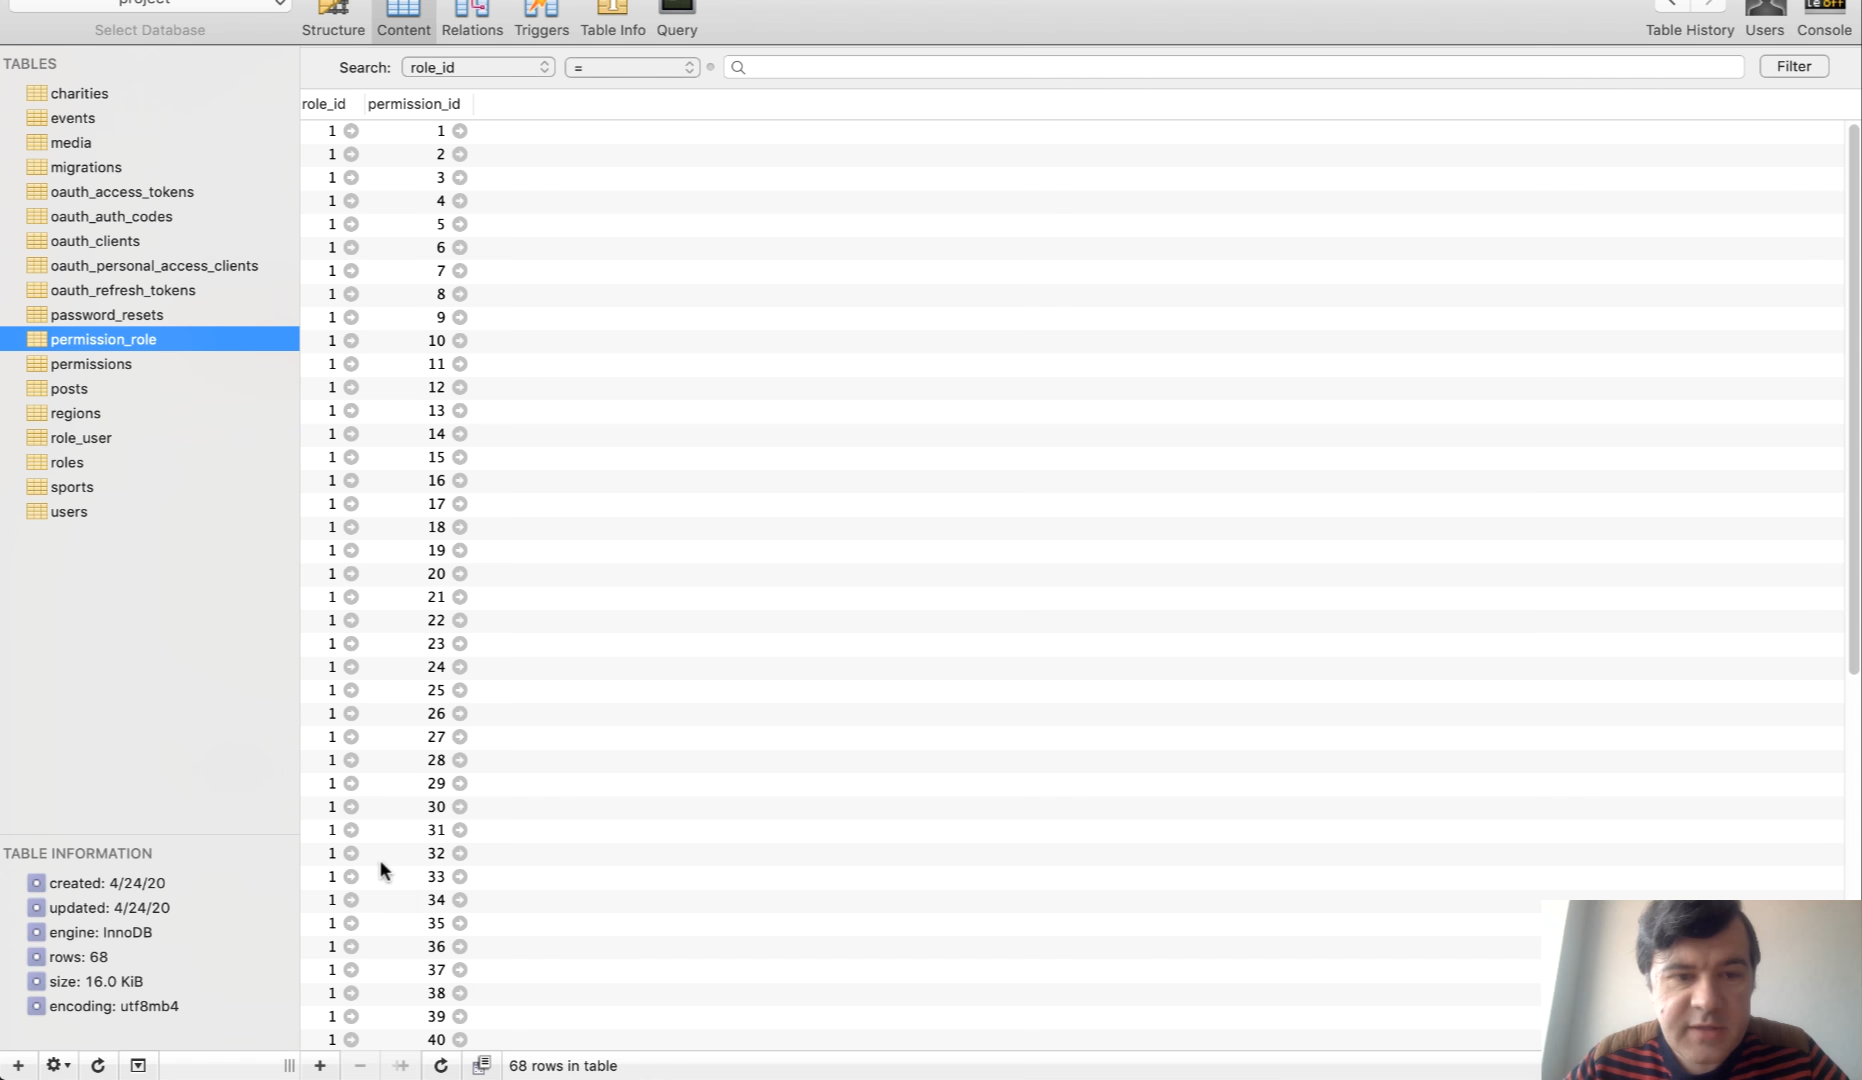 project
Select Database
Structure Content Relations Triggers Table Info Query
Table History Users Console
TABLES
charities
events
media
migrations
oauth_access_tokens
oauth_auth_codes
oauth_clients
oauth_personal_access_clients
oauth_refresh_tokens
password_resets
permission_role
permissions
posts
regions
role_user
roles
sports
users
TABLE INFORMATION
created: 4/24/20
updated: 4/24/20
engine: InnoDB
rows: 68
size: 16.0 KiB
encoding: utf8mb4
Search: role_id = Filter
role_id permission_id
1 1
1 2
1 3
1 4
1 5
1 6
1 7
1 8
1 9
1 10
1 11
1 12
1 13
1 14
1 15
1 16
1 17
1 18
1 19
1 20
1 21
1 22
1 23
1 24
1 25
1 26
1 27
1 28
1 29
1 30
1 31
1 32
1 33
1 34
1 35
1 36
1 37
1 38
1 39
1 40
68 rows in table